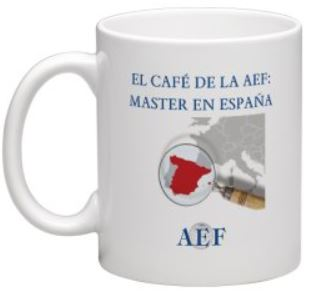 EL CAFÉ DE LA AEF:
MASTER EN ESPAÑA
AEF